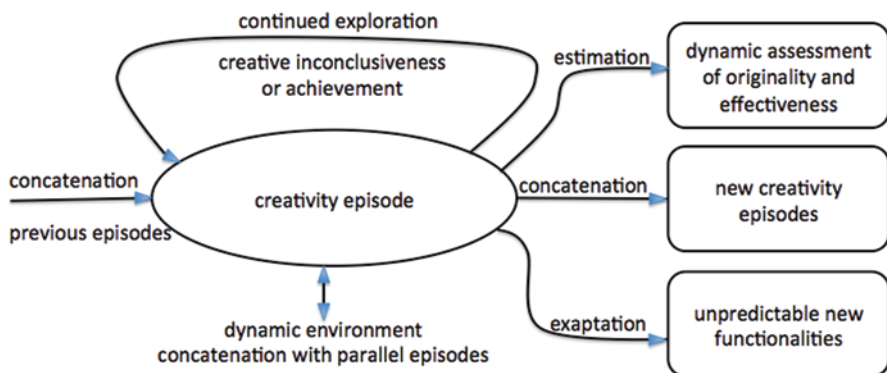 continued exploration
creative inconclusiveness
or achievement
estimation
dynamic assessment
of originality and
effectiveness
concatenation
previous episodes
creativity episode
concatenation
new creativity
episodes
dynamic environment
concatenation with parallel episodes
exaptation
unpredictable new
functionalities